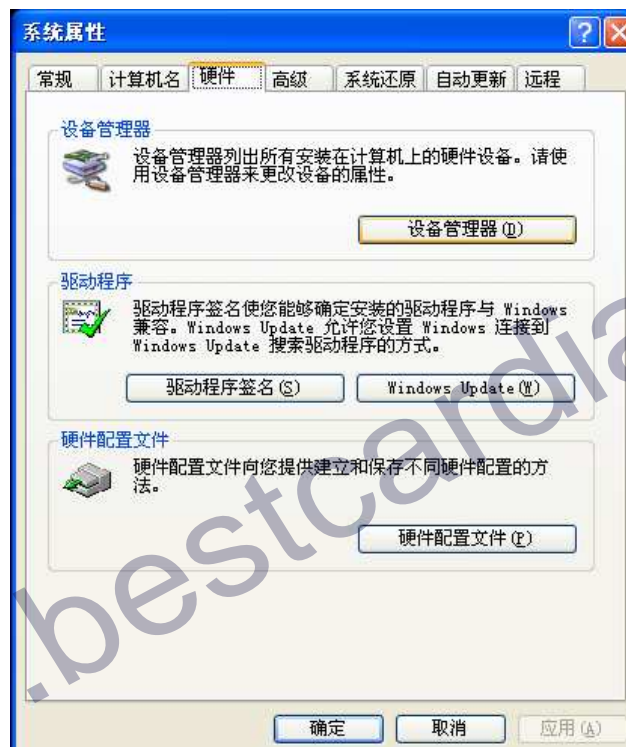 系统属性
常规 计算机名 硬件 高级 系统还原 自动更新 远程
设备管理器
设备管理器列出所有安装在计算机上的硬件设备。请使
用设备管理器来更改设备的属性。
设备管理器(D)
驱动程序
驱动程序签名使您能够确定安装的驱动程序与 Windows
兼容。Windows Update 允许您设置 Windows 连接到
Windows Update 搜索驱动程序的方式。
驱动程序签名(S) Windows Update(W)
硬件配置文件
硬件配置文件向您提供建立和保存不同硬件配置的方
法。
硬件配置文件(P)
确定 取消 应用(A)
.bestcardia